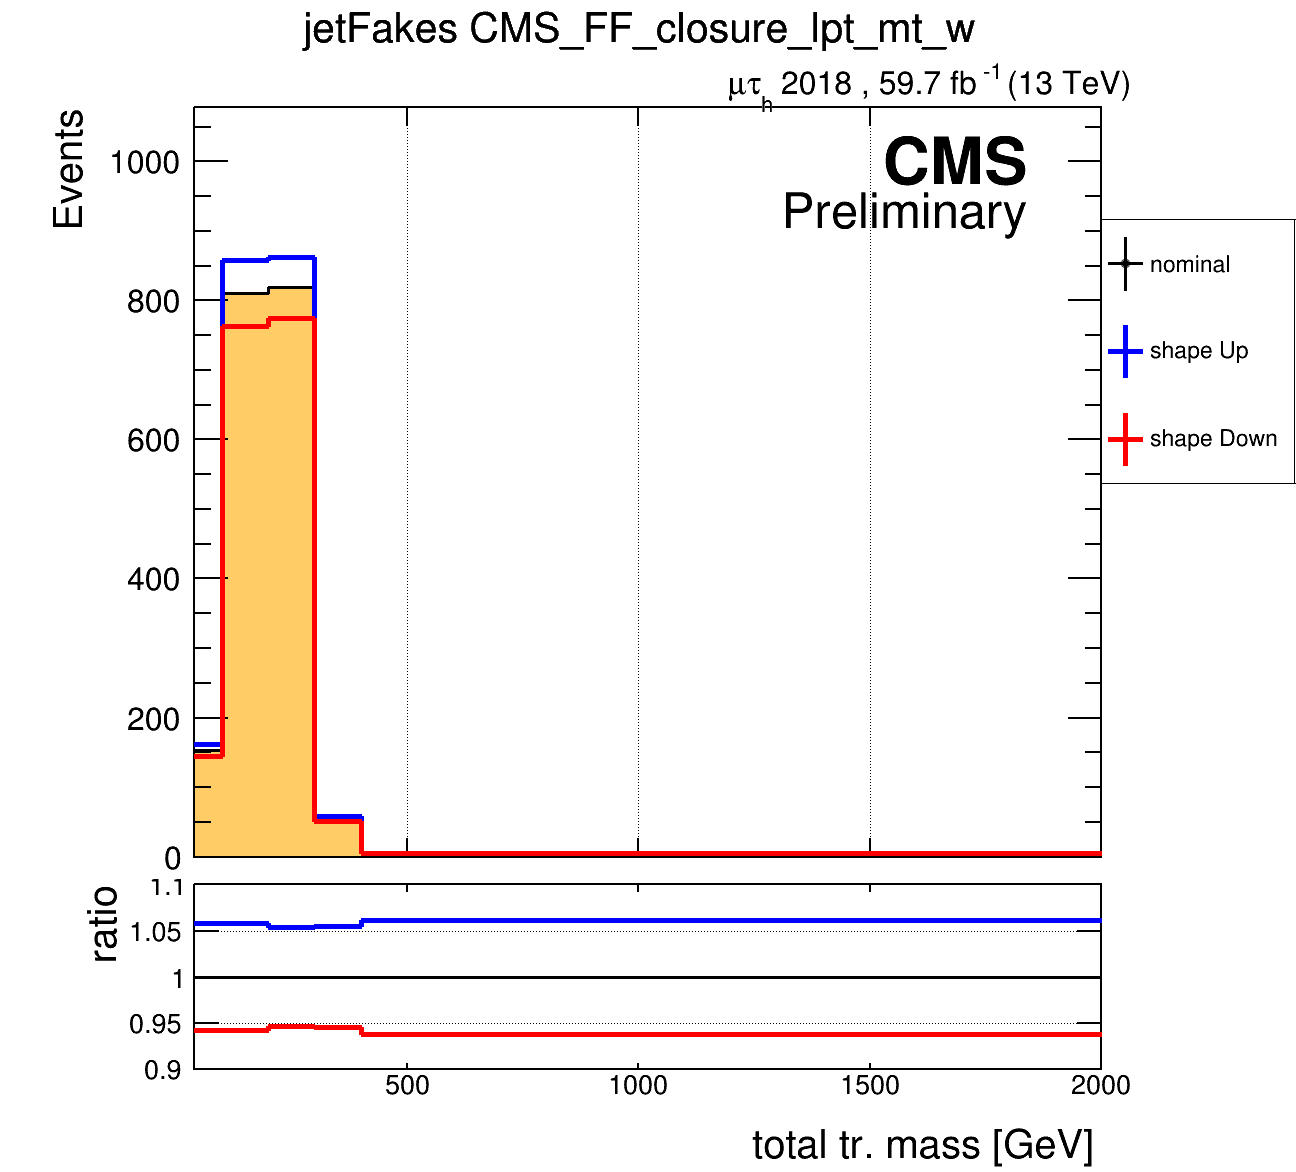 jetFakes CMS_FF_closure_lpt_mt_w
μτh 2018 , 59.7 fb-1 (13 TeV)
Events
1000
800
600
400
200
0
CMS
Preliminary
nominal
shape Up
shape Down
ratio
1.1
1.05
1
0.95
0.9
500
1000
1500
2000
total tr. mass [GeV]